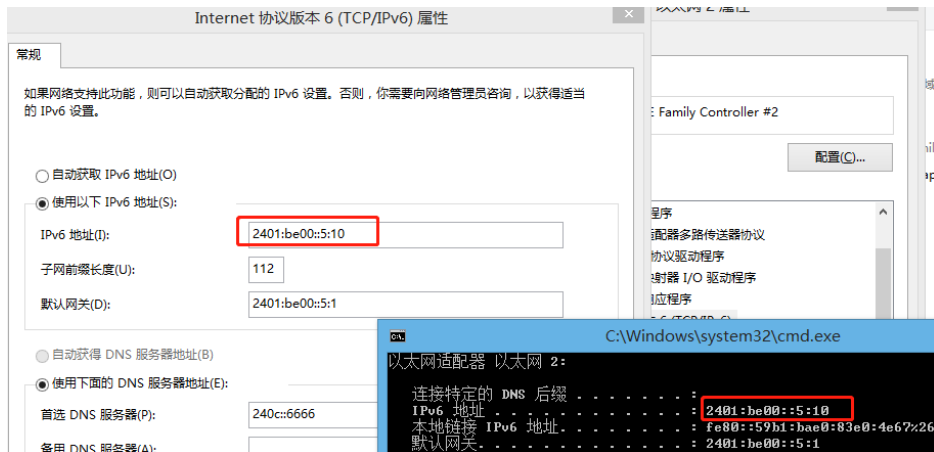 Internet 协议版本 6 (TCP/IPv6) 属性
以太网 2 属性
常规
如果网络支持此功能，则可以自动获取分配的 IPv6 设置。否则，你需要向网络管理员咨询，以获得适当
的 IPv6 设置。
自动获取 IPv6 地址(O)
使用以下 IPv6 地址(S):
IPv6 地址(I):
2401:be00::5:10
子网前缀长度(U):
112
默认网关(D):
2401:be00::5:1
自动获得 DNS 服务器地址(B)
使用下面的 DNS 服务器地址(E):
首选 DNS 服务器(P):
240c::6666
备用 DNS 服务器(A):
E Family Controller #2
配置(C)...
程序
适配器多路传送器协议
协议驱动程序
映射器 I/O 驱动程序
响应程序
6 (TCP/IPv6)
C:\Windows\system32\cmd.exe
以太网适配器 以太网 2:
连接特定的 DNS 后缀 . . . . . . . :
IPv6 地址 . . . . . . . . . . . . : 2401:be00::5:10
本地链接 IPv6 地址. . . . . . . . : fe80::59b1:bae0:83e0:4e67%26
默认网关. . . . . . . . . . . . . : 2401:be00::5:1